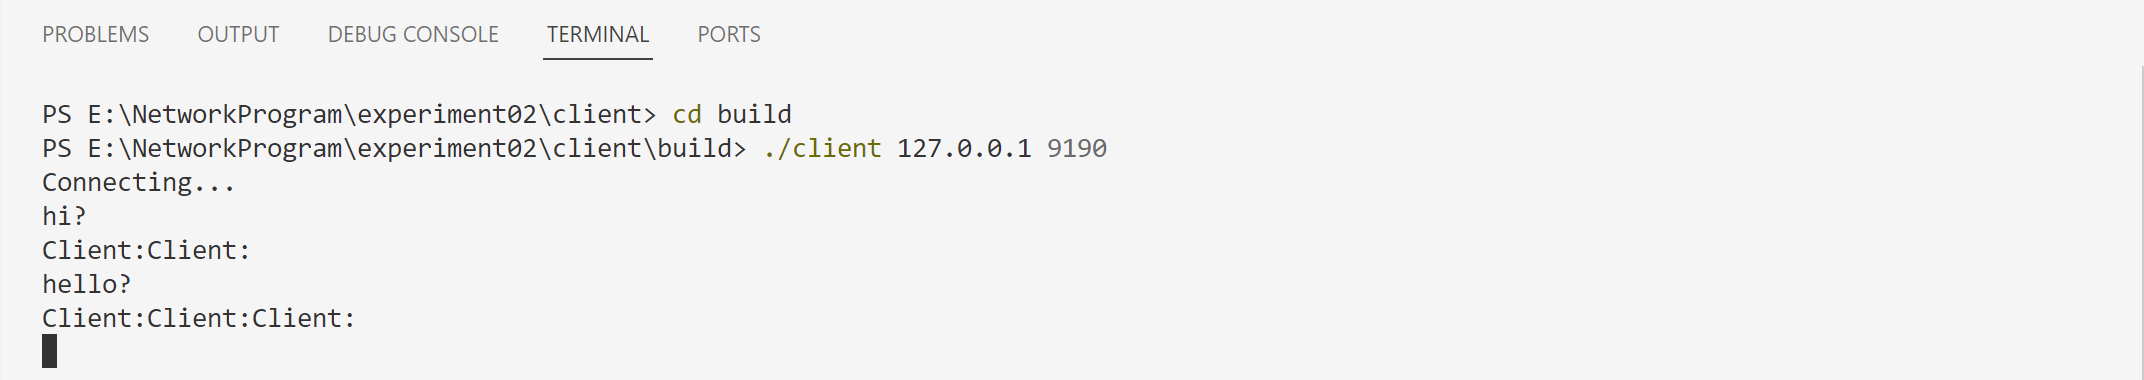 PROBLEMS OUTPUT DEBUG CONSOLE TERMINAL PORTS
PS E:\NetworkProgram\experiment02\client> cd build
PS E:\NetworkProgram\experiment02\client\build> ./client 127.0.0.1 9190
Connecting...
hi?
Client:Client:
hello?
Client:Client:Client: